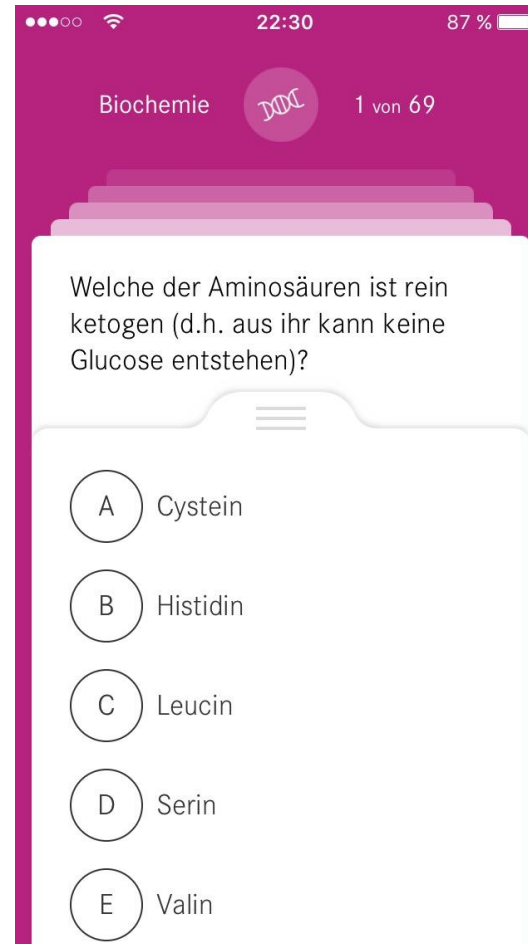 22:30
87 %
Biochemie
1 von 69
Welche der Aminosäuren ist rein
ketogen (d.h. aus ihr kann keine
Glucose entstehen)?
A Cystein
B Histidin
C Leucin
D Serin
E Valin